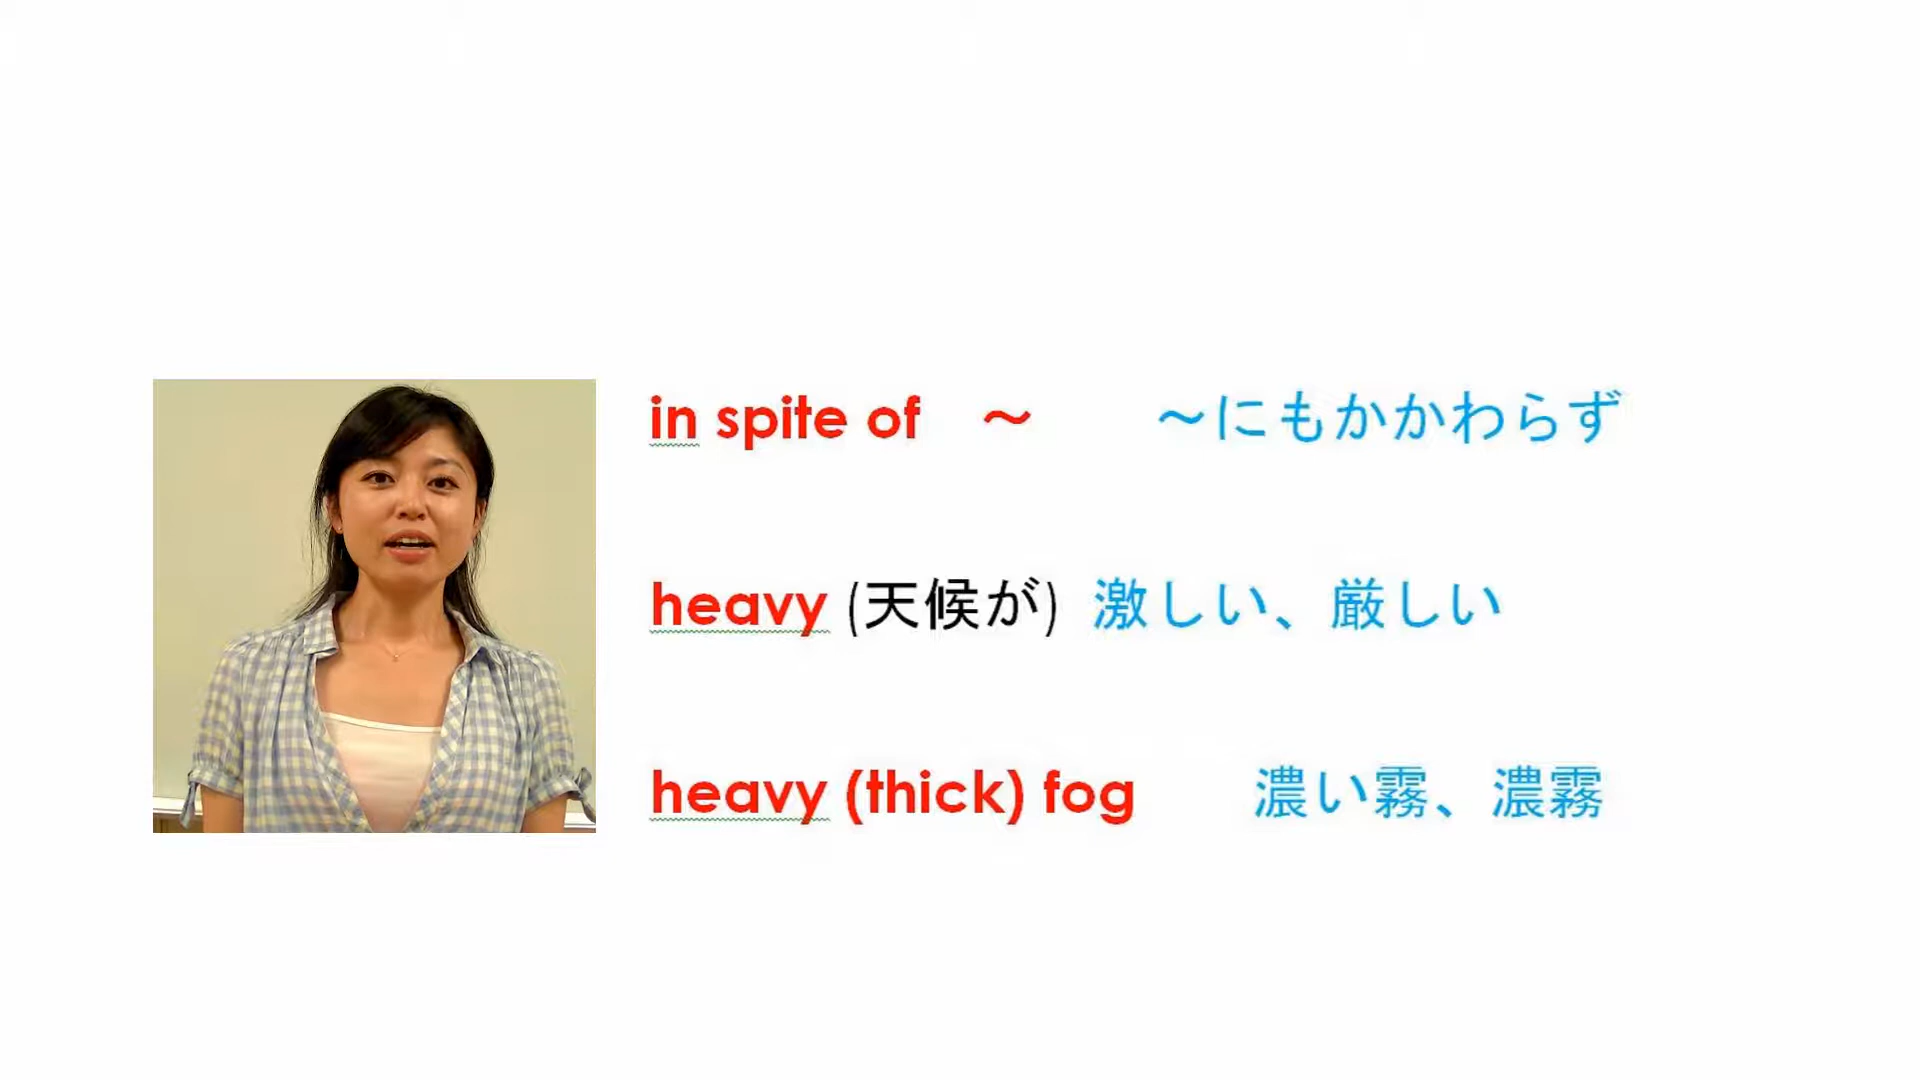 in spite of ～ ～にもかかわらず
heavy (天候が) 激しい、厳しい
heavy (thick) fog 濃い霧、濃霧